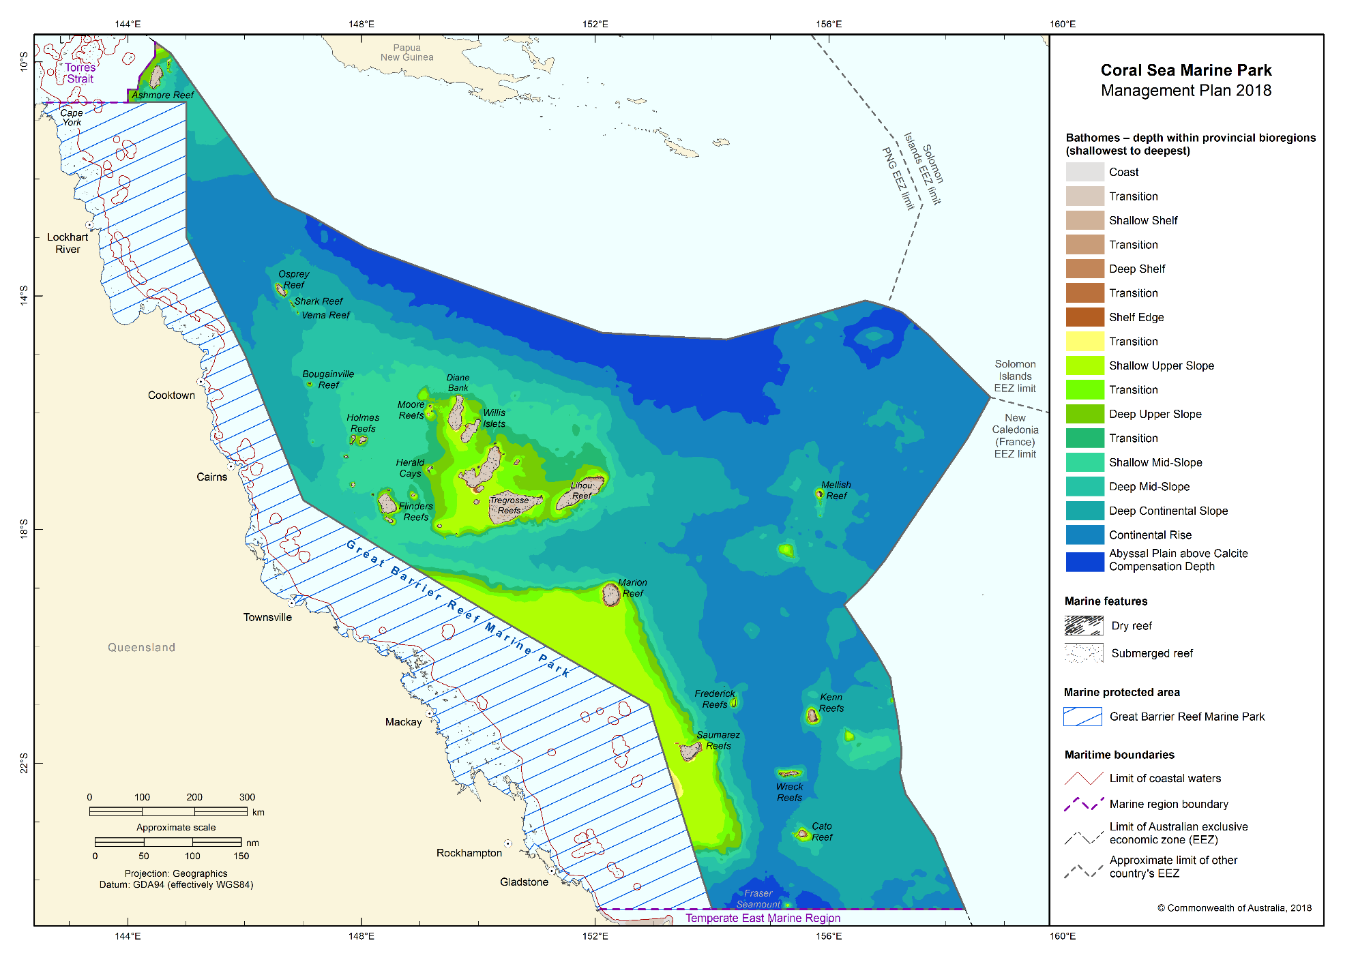 144°E
148°E
152°E
156°E
160°E
10°S
14°S
18°S
22°S
Papua
New Guinea
Torres
Strait
Ashmore Reef
Cape
York
Lockhart
River
Solomon
Islands EEZ limit
PNG EEZ limit
Osprey
Reef
Shark Reef
Vema Reef
Bougainville
Reef
Diane
Bank
Moore
Reefs
Willis
Islets
Holmes
Reefs
Herald
Cays
Flinders
Reefs
Tregrosse
Reefs
Lihou
Reef
Mellish
Reef
Marion
Reef
Solomon
Islands
EEZ limit
New
Caledonia
(France)
EEZ limit
Cooktown
Cairns
Townsville
Queensland
Mackay
Rockhampton
Gladstone
Great Barrier Reef Marine Park
Frederick
Reefs
Saumarez
Reefs
Kenn
Reefs
Wreck
Reefs
Cato
Reef
Fraser
Seamount
Temperate East Marine Region
0 100 200 300
km
Approximate scale
nm
0 50 100 150
Projection: Geographics
Datum: GDA94 (effectively WGS84)
144°E
148°E
152°E
156°E
160°E
Coral Sea Marine Park
Management Plan 2018
Bathomes – depth within provincial bioregions
(shallowest to deepest)
Coast
Transition
Shallow Shelf
Transition
Deep Shelf
Transition
Shelf Edge
Transition
Shallow Upper Slope
Transition
Deep Upper Slope
Transition
Shallow Mid-Slope
Deep Mid-Slope
Deep Continental Slope
Continental Rise
Abyssal Plain above Calcite
Compensation Depth
Marine features
Dry reef
Submerged reef
Marine protected area
Great Barrier Reef Marine Park
Maritime boundaries
Limit of coastal waters
Marine region boundary
Limit of Australian exclusive
economic zone (EEZ)
Approximate limit of other
country's EEZ
© Commonwealth of Australia, 2018